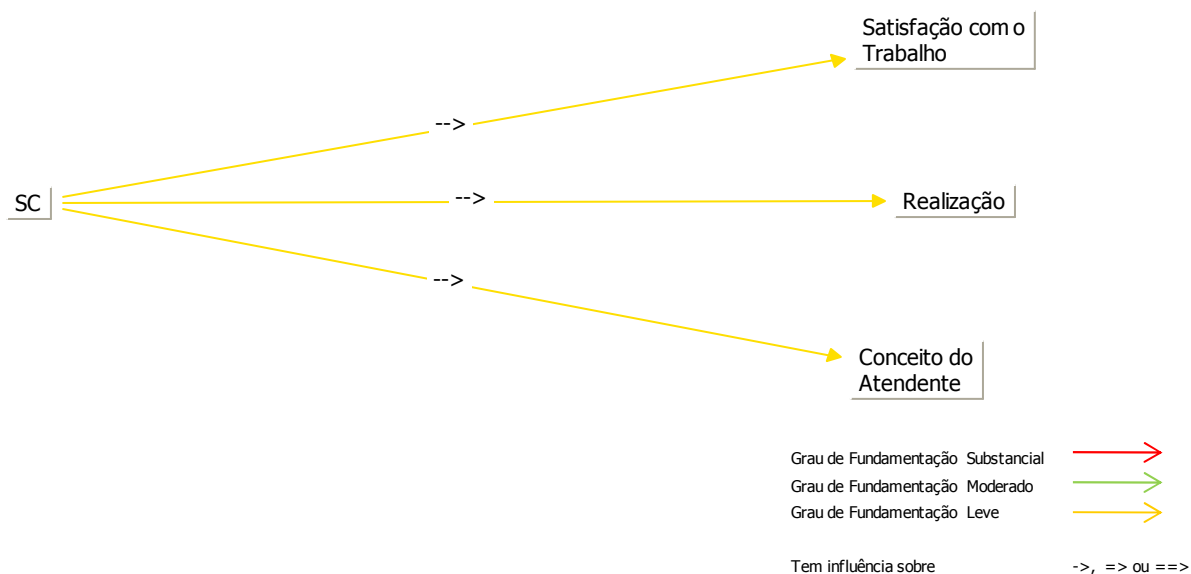 Satisfação com o
Trabalho
-->
SC
-->
Realização
-->
Conceito do
Atendente
Grau de Fundamentação Substancial
Grau de Fundamentação Moderado
Grau de Fundamentação Leve
Tem influência sobre ->, => ou ==>